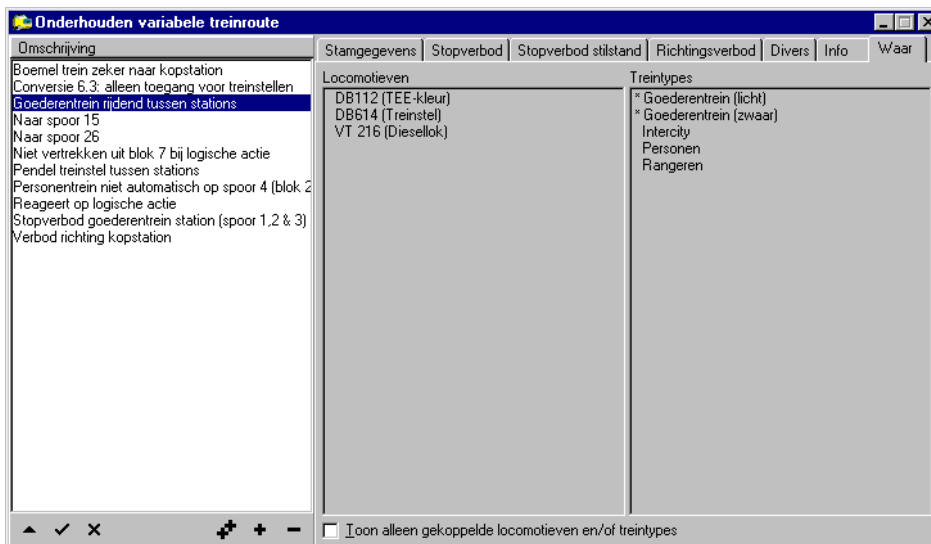 Onderhouden variabele treinroute
Omschrijving
Boemel trein zeker naar kopstation
Conversie 6.3: alleen toegang voor treinstellen
Goederentrein rijdend tussen stations
Naar spoor 15
Naar spoor 26
Niet vertrekken uit blok 7 bij logische actie
Pendel treinstel tussen stations
Personentrein niet automatisch op spoor 4 (blok 2
Reageert op logische actie
Stopverbod goederentrein station (spoor 1,2 & 3)
Verbod richting kopstation
Stamgegevens Stopverbod Stopverbod stilstand Richtingsverbod Divers Info Waar
Locomotieven
DB112 (TEE-kleur)
DB614 (Treinstel)
VT 216 (Diesellok)
Treintypes
* Goederentrein (licht)
* Goederentrein (zwaar)
Intercity
Personen
Rangeren
Toon alleen gekoppelde locomotieven en/of treintypes